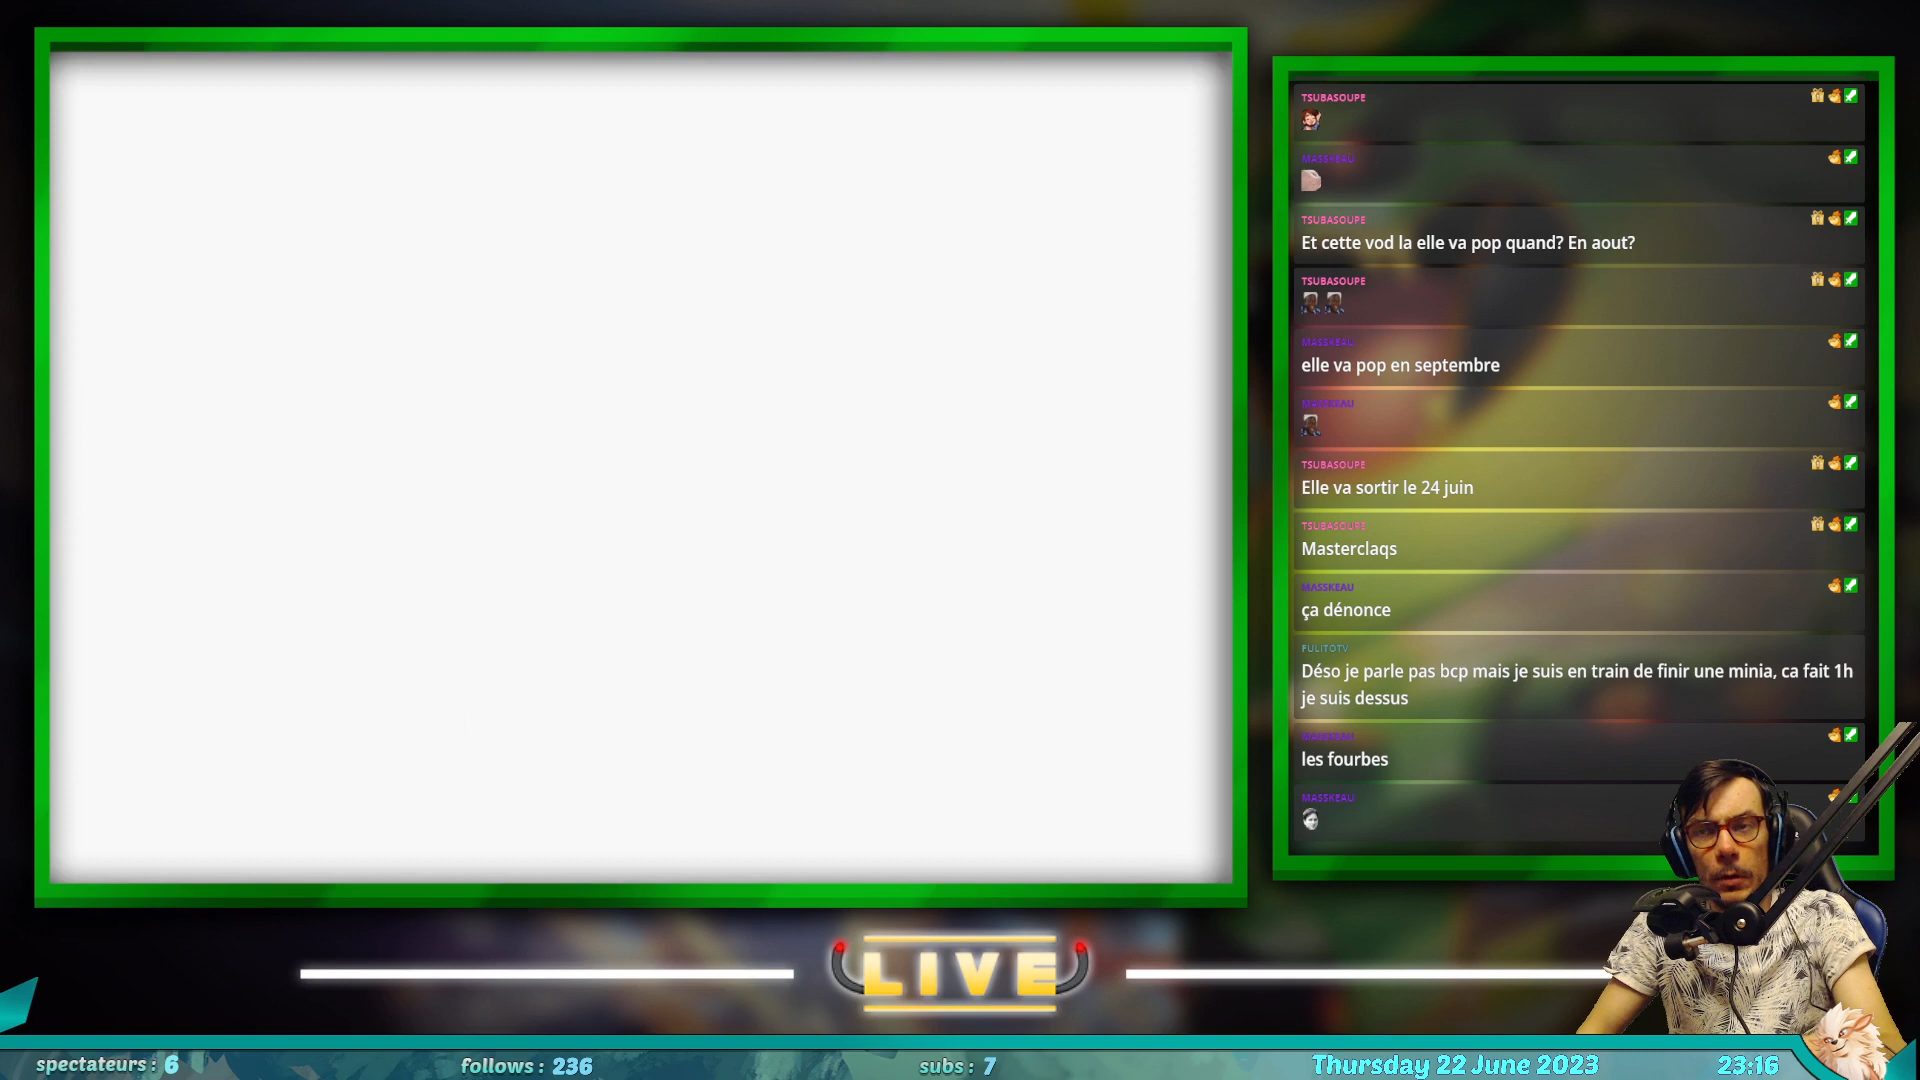 TSUBASOUPE
MASSKEAU
TSUBASOUPE
Et cette vod la elle va pop quand? En aout?
TSUBASOUPE
MASSKEAU
elle va pop en septembre
MASSKEAU
TSUBASOUPE
Elle va sortir le 24 juin
TSUBASOUPE
Masterclaqs
MASSKEAU
ça dénonce
FULITOTV
Déso je parle pas bcp mais je suis en train de finir une minia, ca fait 1h
je suis dessus
MASSKEAU
les fourbes
MASSKEAU
LIVE
spectateurs : 6
follows : 236
subs : 7
Thursday 22 June 2023
23:16